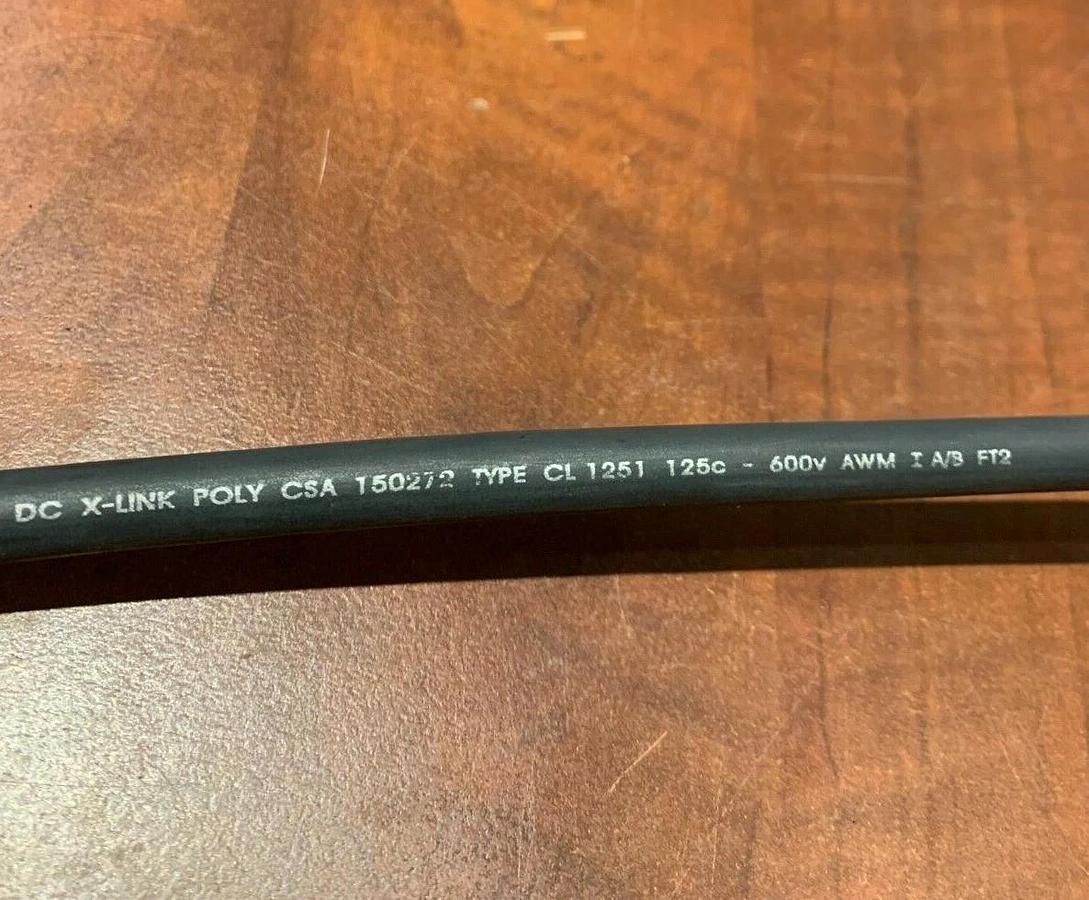 DC X-LINK POLY CSA 150272 TYPE CL 1251 125c - 600v AWM I A/B FT2